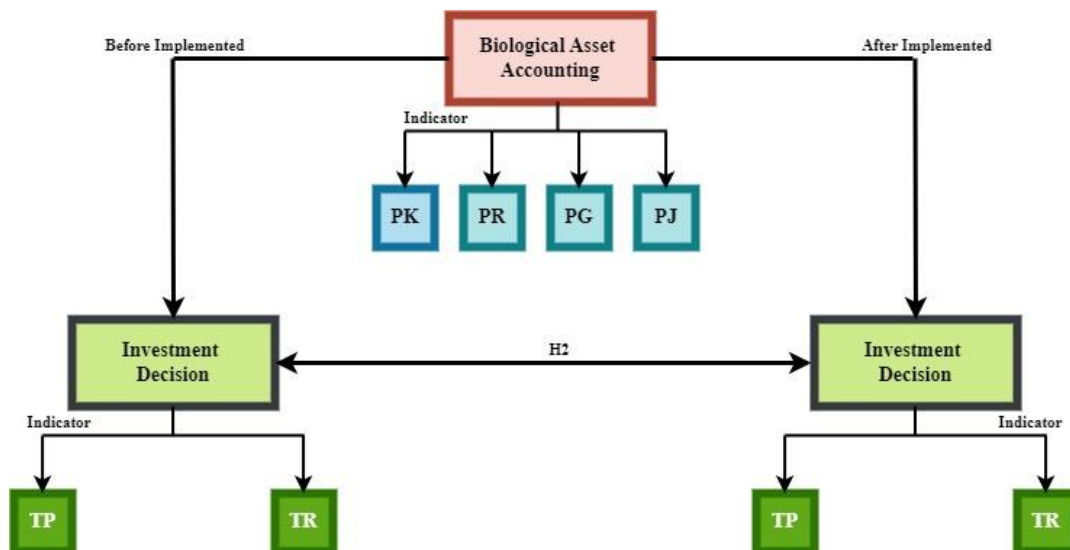 Before Implemented
Biological Asset
Accounting
After Implemented
Indicator
PK
PR
PG
PJ
Investment
Decision
H2
Investment
Decision
Indicator
Indicator
TP
TR
TP
TR